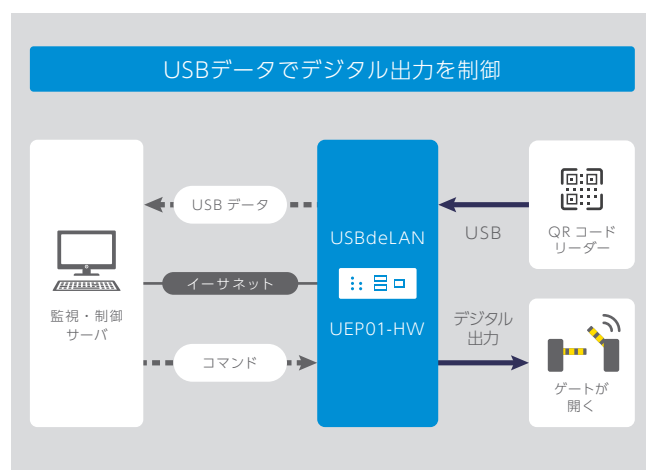 USBデータでデジタル出力を制御
監視・制御
サーバ
USB データ
イーサネット
コマンド
USBdeLAN
UEP01-HW
USB
デジタル
出力
QR コード
リーダー
ゲートが
開く